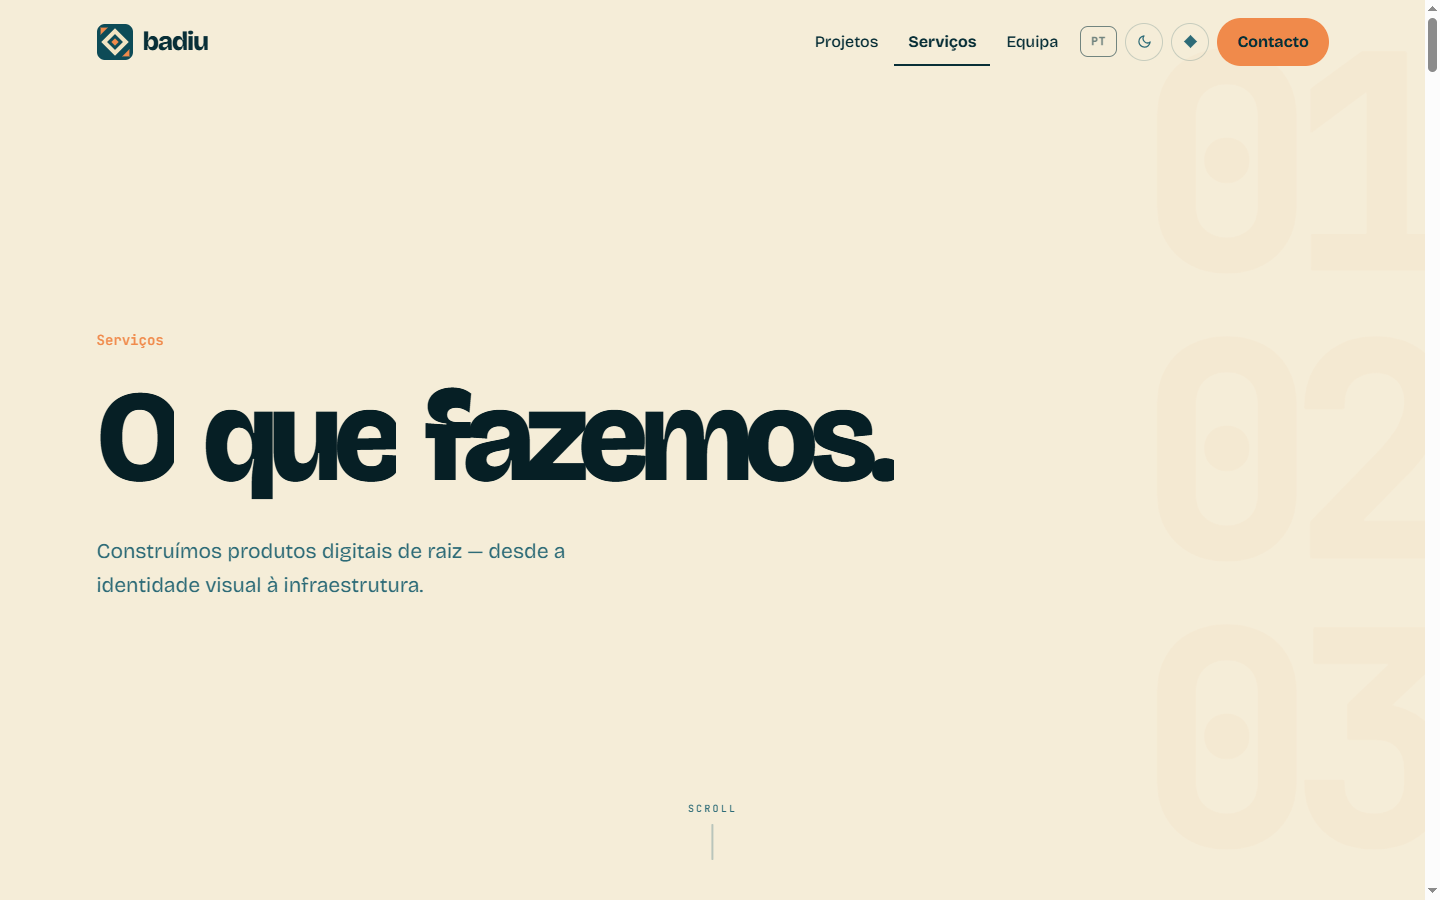 badiu
Projetos
Serviços
Equipa
PT
Contacto
01
Serviços
O que fazemos.
02
Construímos produtos digitais de raiz — desde a
identidade visual à infraestrutura.
03
SCROLL